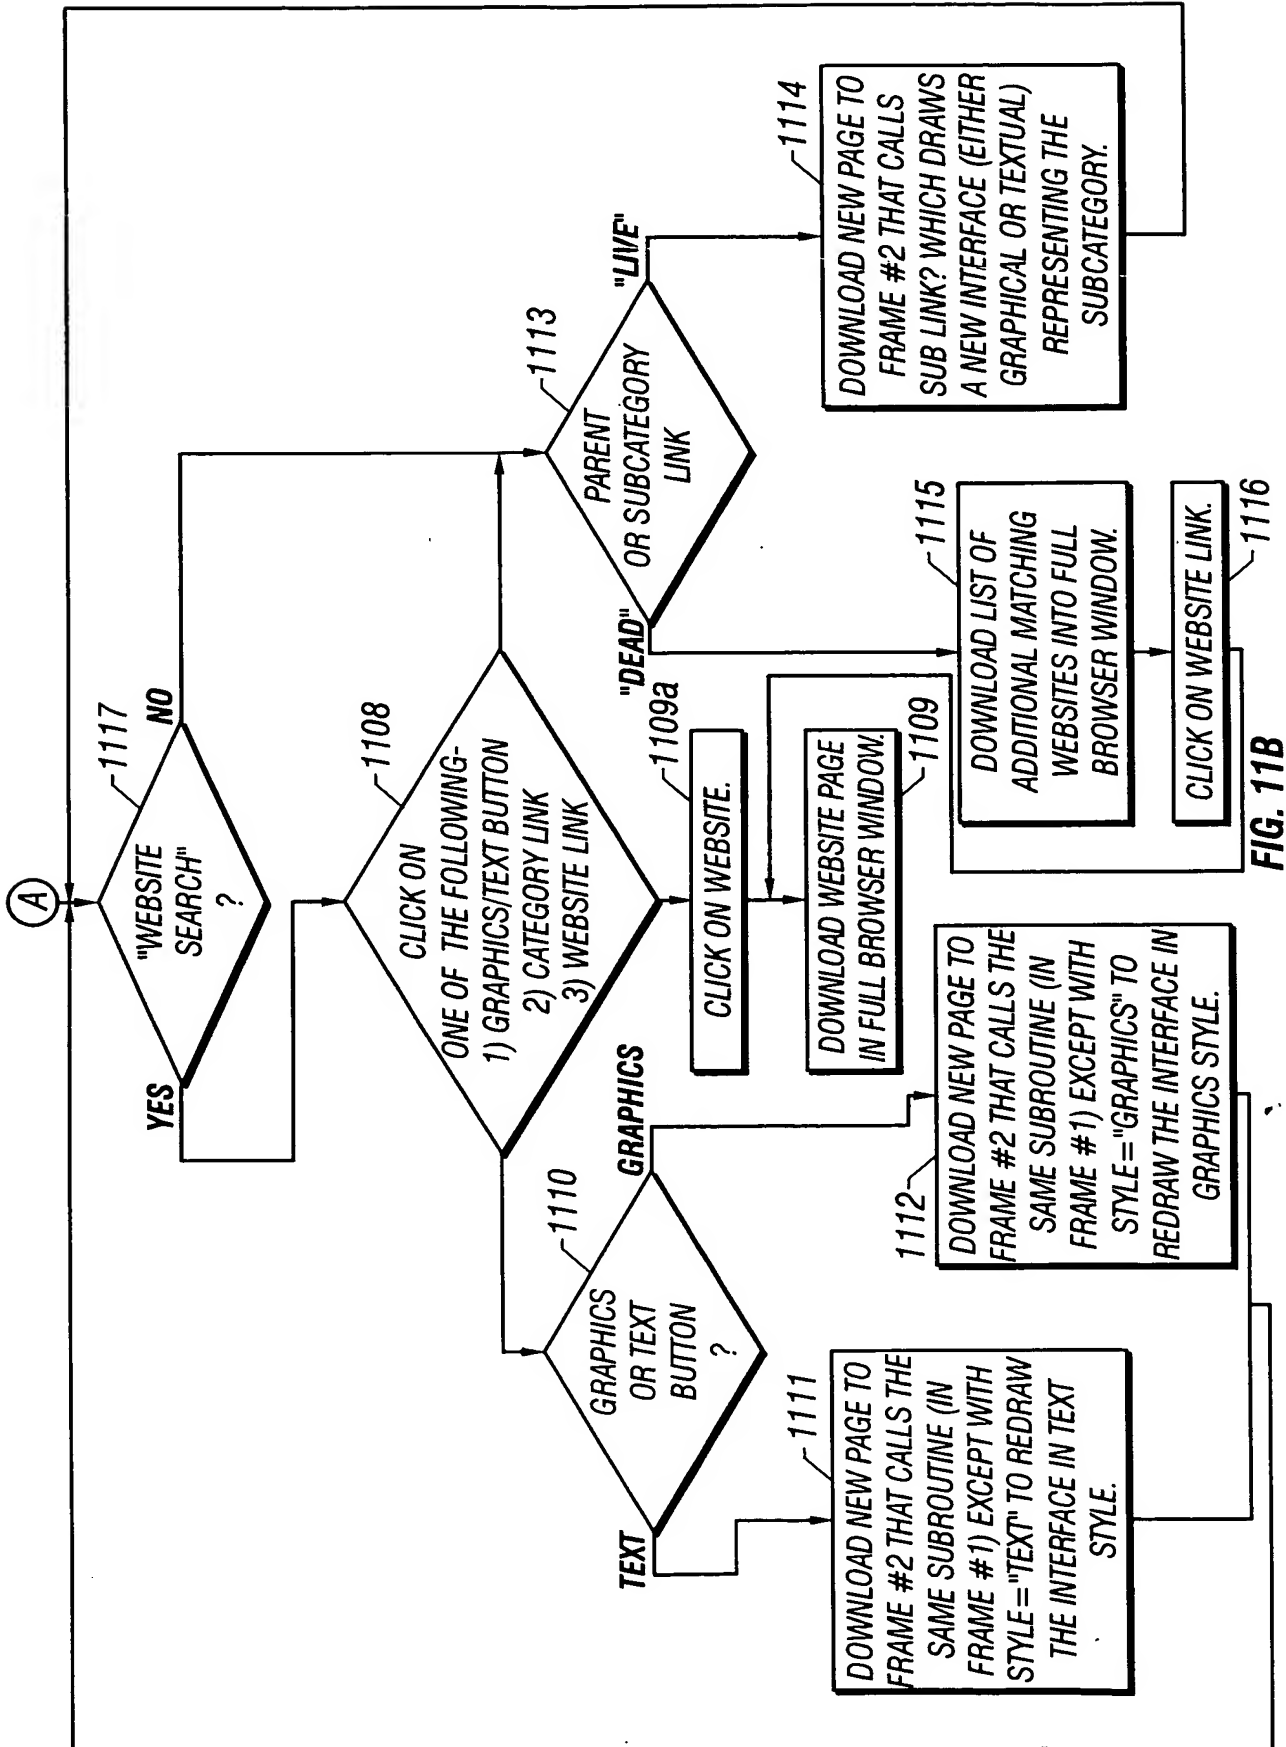 A
"WEBSITE
SEARCH"
?
1117
YES
NO
CLICK ON
ONE OF THE FOLLOWING-
1) GRAPHICS/TEXT BUTTON
2) CATEGORY LINK
3) WEBSITE LINK
1108
GRAPHICS
OR TEXT
BUTTON
?
1110
TEXT
GRAPHICS
PARENT
OR SUBCATEGORY
LINK
1113
"DEAD"
"LIVE"
CLICK ON WEBSITE.
1109a
DOWNLOAD WEBSITE PAGE
IN FULL BROWSER WINDOW.
1109
DOWNLOAD NEW PAGE TO
FRAME #2 THAT CALLS THE
SAME SUBROUTINE (IN
FRAME #1) EXCEPT WITH
STYLE="TEXT" TO REDRAW
THE INTERFACE IN TEXT
STYLE.
1111
DOWNLOAD NEW PAGE TO
FRAME #2 THAT CALLS THE
SAME SUBROUTINE (IN
FRAME #1) EXCEPT WITH
STYLE="GRAPHICS" TO
REDRAW THE INTERFACE IN
GRAPHICS STYLE.
1112
DOWNLOAD LIST OF
ADDITIONAL MATCHING
WEBSITES INTO FULL
BROWSER WINDOW.
1115
CLICK ON WEBSITE LINK.
1116
DOWNLOAD NEW PAGE TO
FRAME #2 THAT CALLS
SUB LINK? WHICH DRAWS
A NEW INTERFACE (EITHER
GRAPHICAL OR TEXTUAL)
REPRESENTING THE
SUBCATEGORY.
1114
FIG. 11B